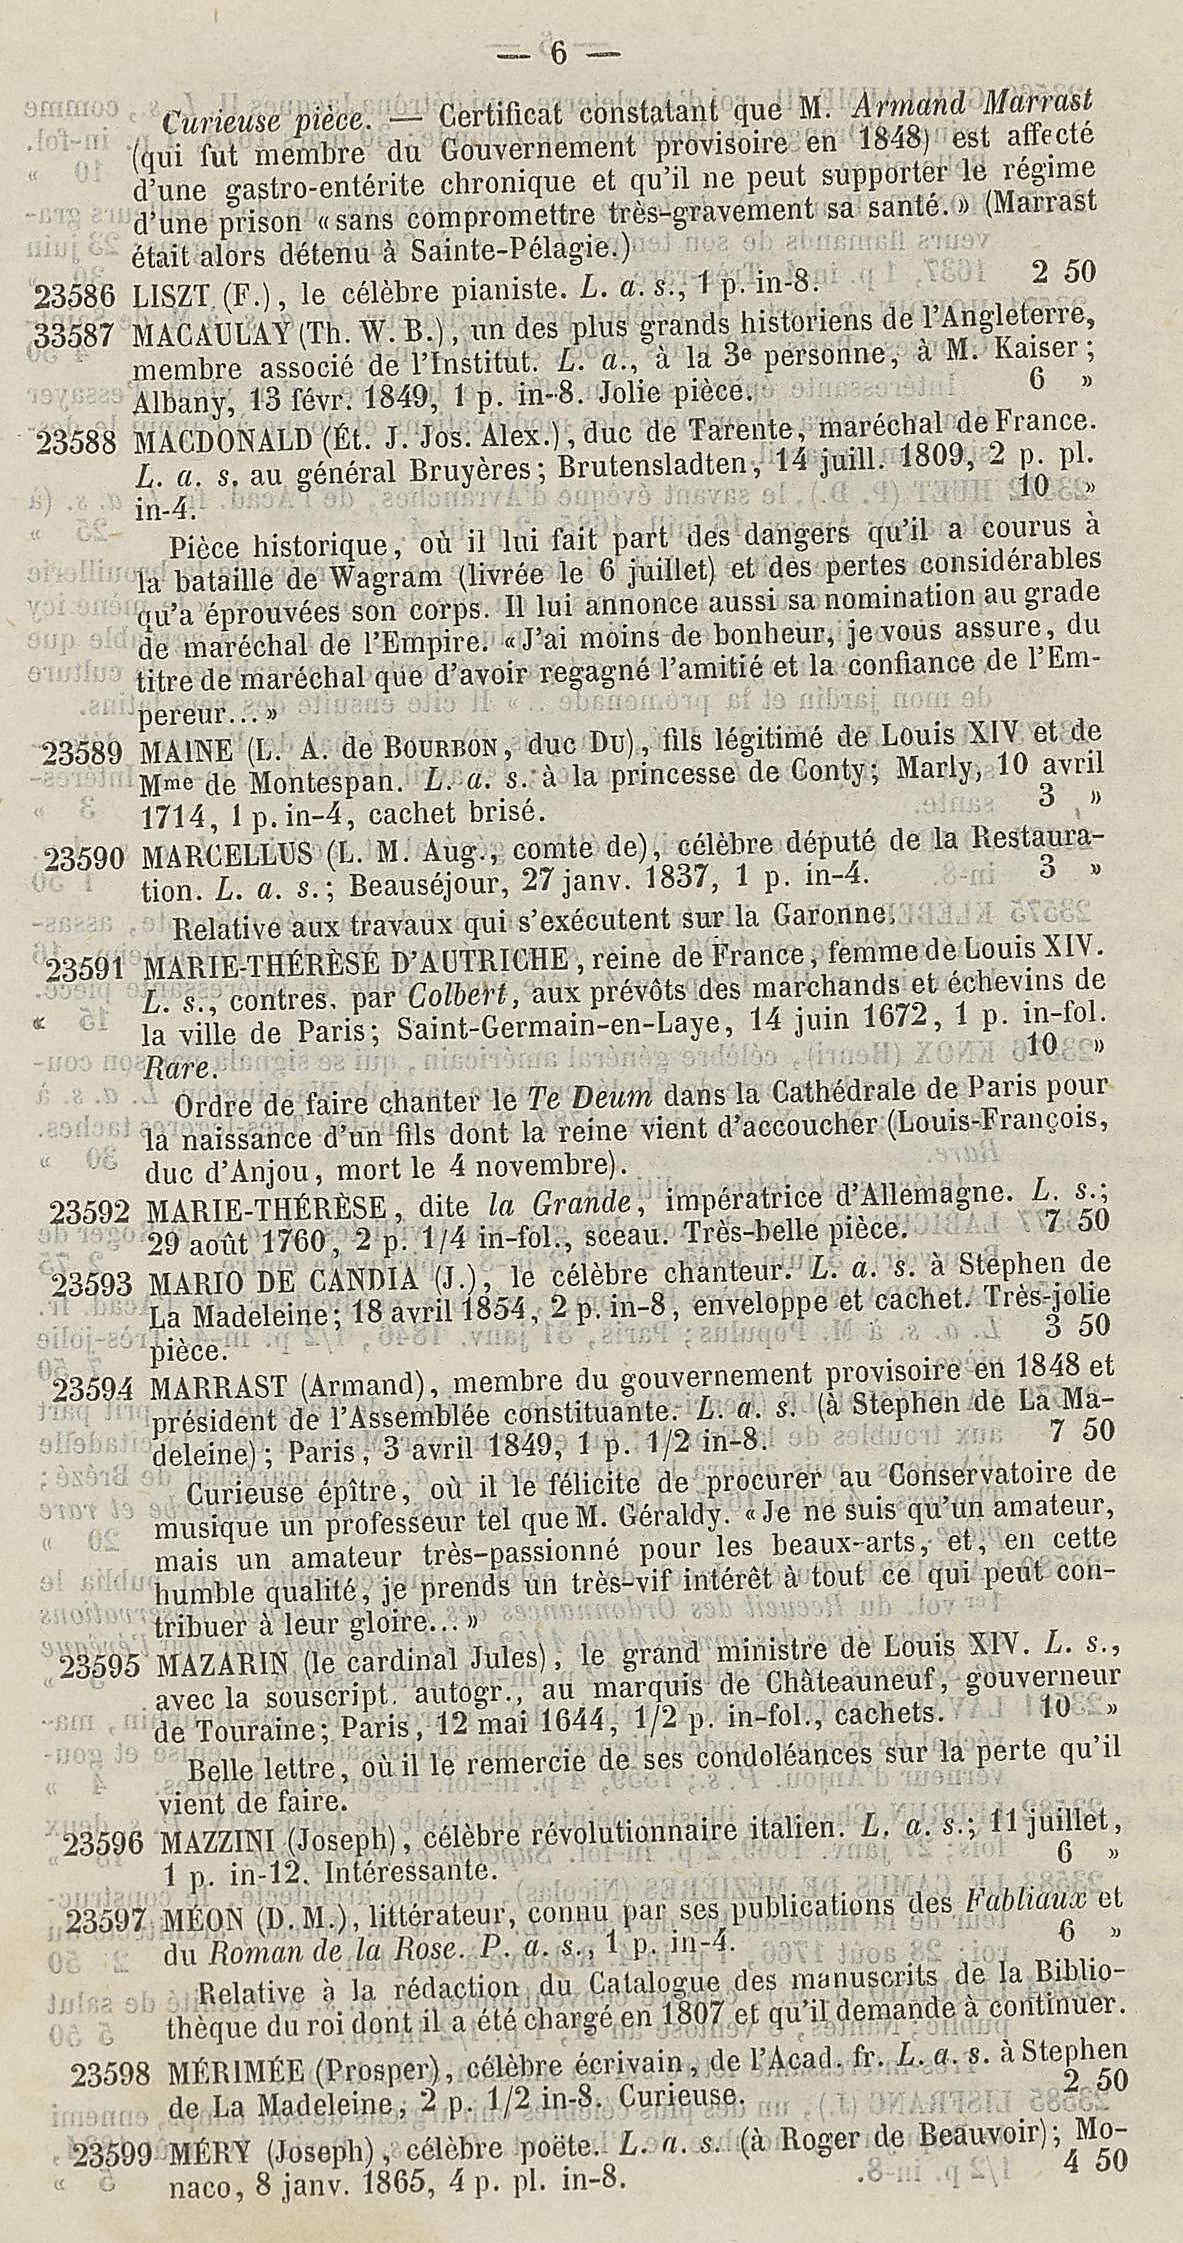 — 6 —
Curieuse pièce. — Certificat constatant que M. Armand Marrast
(qui fut membre du Gouvernement provisoire en 1848) est affecté
d'une gastro-entérite chronique et qu'il ne peut supporter le régime
d'une prison « sans compromettre très-gravement sa santé. » (Marrast
était alors détenu à Sainte-Pélagie.)
23586 LISZT (F.), le célèbre pianiste. L. a. s., 1 p. in-8. 2 50
33587 MACAULAY (Th. W. B.), un des plus grands historiens de l'Angleterre,
membre associé de l'Institut. L. a., à la 3e personne, à M. Kaiser;
Albany, 13 févr. 1849, 1 p. in-8. Jolie pièce. 6 »
23588 MACDONALD (Ét. J. Jos. Alex.), duc de Tarente, maréchal de France.
L. a. s. au général Bruyères; Brutensladten, 14 juill. 1809, 2 p. pl.
in-4. 10 »
Pièce historique, où il lui fait part des dangers qu'il a courus à
la bataille de Wagram (livrée le 6 juillet) et des pertes considérables
qu'a éprouvées son corps. Il lui annonce aussi sa nomination au grade
de maréchal de l'Empire. « J'ai moins de bonheur, je vous assure, du
titre de maréchal que d'avoir regagné l'amitié et la confiance de l'Em-
pereur... »
23589 MAINE (L. A. de BOURBON, duc DU), fils légitimé de Louis XIV et de
Mme de Montespan. L. a. s. à la princesse de Conty; Marly, 10 avril
1714, 1 p. in-4, cachet brisé. 3 »
23590 MARCELLUS (L. M. Aug., comte de), célèbre député de la Restaura-
tion. L. a. s.; Beauséjour, 27 janv. 1837, 1 p. in-4. 3 »
Relative aux travaux qui s'exécutent sur la Garonne.
23591 MARIE-THÉRÈSE D'AUTRICHE, reine de France, femme de Louis XIV.
L. s., contres. par Colbert, aux prévôts des marchands et échevins de
la ville de Paris; Saint-Germain-en-Laye, 14 juin 1672, 1 p. in-fol.
Rare. 10 »
Ordre de faire chanter le Te Deum dans la Cathédrale de Paris pour
la naissance d'un fils dont la reine vient d'accoucher (Louis-François,
duc d'Anjou, mort le 4 novembre).
23592 MARIE-THÉRÈSE, dite la Grande, impératrice d'Allemagne. L. s.;
29 août 1760, 2 p. 1/4 in-fol., sceau. Très-belle pièce. 7 50
23593 MARIO DE CANDIA (J.), le célèbre chanteur. L. a. s. à Stephen de
La Madeleine; 18 avril 1854, 2 p. in-8, enveloppe et cachet. Très-jolie
pièce. 3 50
23594 MARRAST (Armand), membre du gouvernement provisoire en 1848 et
président de l'Assemblée constituante. L. a. s. (à Stephen de La Ma-
deleine); Paris, 3 avril 1849, 1 p. 1/2 in-8. 7 50
Curieuse épître, où il le félicite de procurer au Conservatoire de
musique un professeur tel que M. Géraldy. « Je ne suis qu'un amateur,
mais un amateur très-passionné pour les beaux-arts, et, en cette
humble qualité, je prends un très-vif intérêt à tout ce qui peut con-
tribuer à leur gloire... »
23595 MAZARIN (le cardinal Jules), le grand ministre de Louis XIV. L. s.,
avec la souscript. autogr., au marquis de Châteauneuf, gouverneur
de Touraine; Paris, 12 mai 1644, 1/2 p. in-fol., cachets. 10 »
Belle lettre, où il le remercie de ses condoléances sur la perte qu'il
vient de faire.
23596 MAZZINI (Joseph), célèbre révolutionnaire italien. L. a. s.; 11 juillet,
1 p. in-12. Intéressante. 6 »
23597 MÉON (D. M.), littérateur, connu par ses publications des Fabliaux et
du Roman de la Rose. P. a. s., 1 p. in-4. 6 »
Relative à la rédaction du Catalogue des manuscrits de la Biblio-
thèque du roi dont il a été chargé en 1807 et qu'il demande à continuer.
23598 MÉRIMÉE (Prosper), célèbre écrivain, de l'Acad. fr. L. a. s. à Stephen
de La Madeleine, 2 p. 1/2 in-8. Curieuse. 2 50
23599 MÉRY (Joseph), célèbre poëte. L. a. s. (à Roger de Beauvoir); Mo-
naco, 8 janv. 1865, 4 p. pl. in-8. 4 50